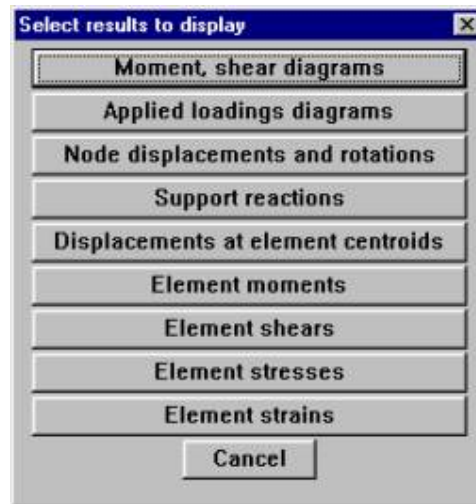 Select results to display
Moment, shear diagrams
Applied loadings diagrams
Node displacements and rotations
Support reactions
Displacements at element centroids
Element moments
Element shears
Element stresses
Element strains
Cancel